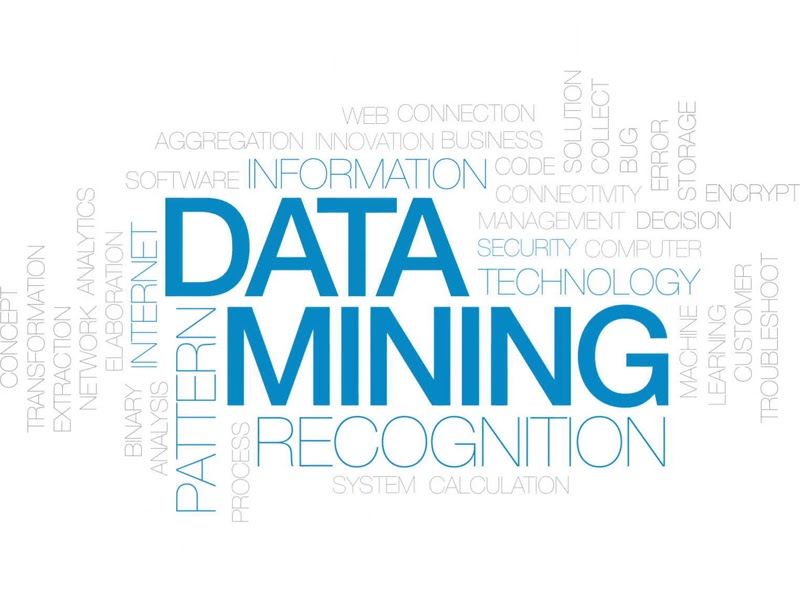 WEB
CONNECTION
AGGREGATION
INNOVATION
BUSINESS
SOLUTION
COLLECT
BUG
ERROR
STORAGE
SOFTWARE
INFORMATION
CODE
CONNECTIVITY
ENCRYPT
DATA
MANAGEMENT
DECISION
SECURITY
COMPUTER
TECHNOLOGY
MINING
CONCEPT
TRANSFORMATION
EXTRACTION
NETWORK
ANALYTICS
ELABORATION
INTERNET
BINARY
ANALYSIS
PATTERN
PROCESS
MACHINE
LEARNING
CUSTOMER
TROUBLESHOOT
RECOGNITION
SYSTEM
CALCULATION